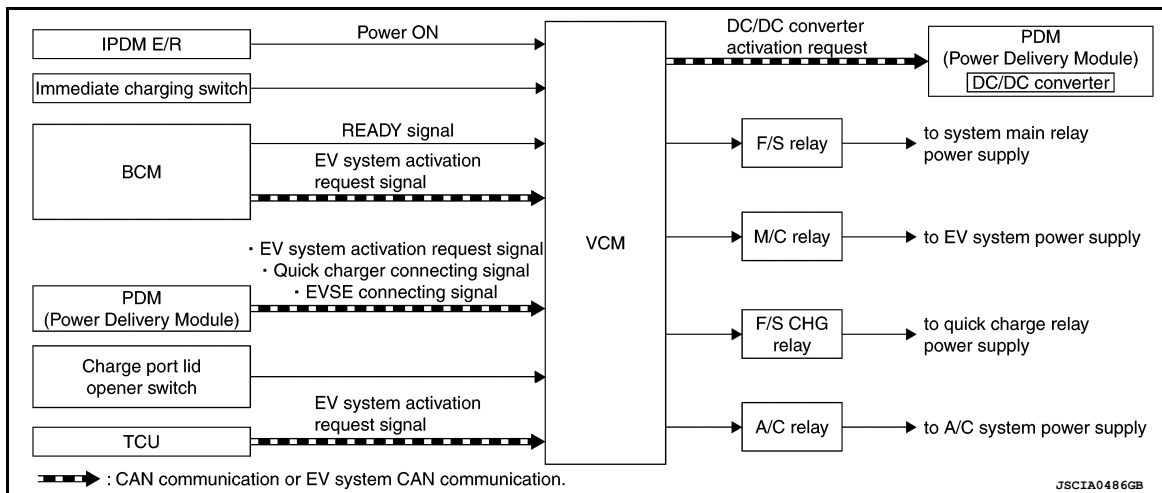 IPDM E/R
Power ON
Immediate charging switch
BCM
READY signal
EV system activation
request signal
· EV system activation request signal
· Quick charger connecting signal
· EVSE connecting signal
PDM
(Power Delivery Module)
Charge port lid
opener switch
TCU
EV system activation
request signal
VCM
DC/DC converter
activation request
PDM
(Power Delivery Module)
DC/DC converter
F/S relay
to system main relay
power supply
M/C relay
to EV system power supply
F/S CHG
relay
to quick charge relay
power supply
A/C relay
to A/C system power supply
: CAN communication or EV system CAN communication.
JSCIA0486GB